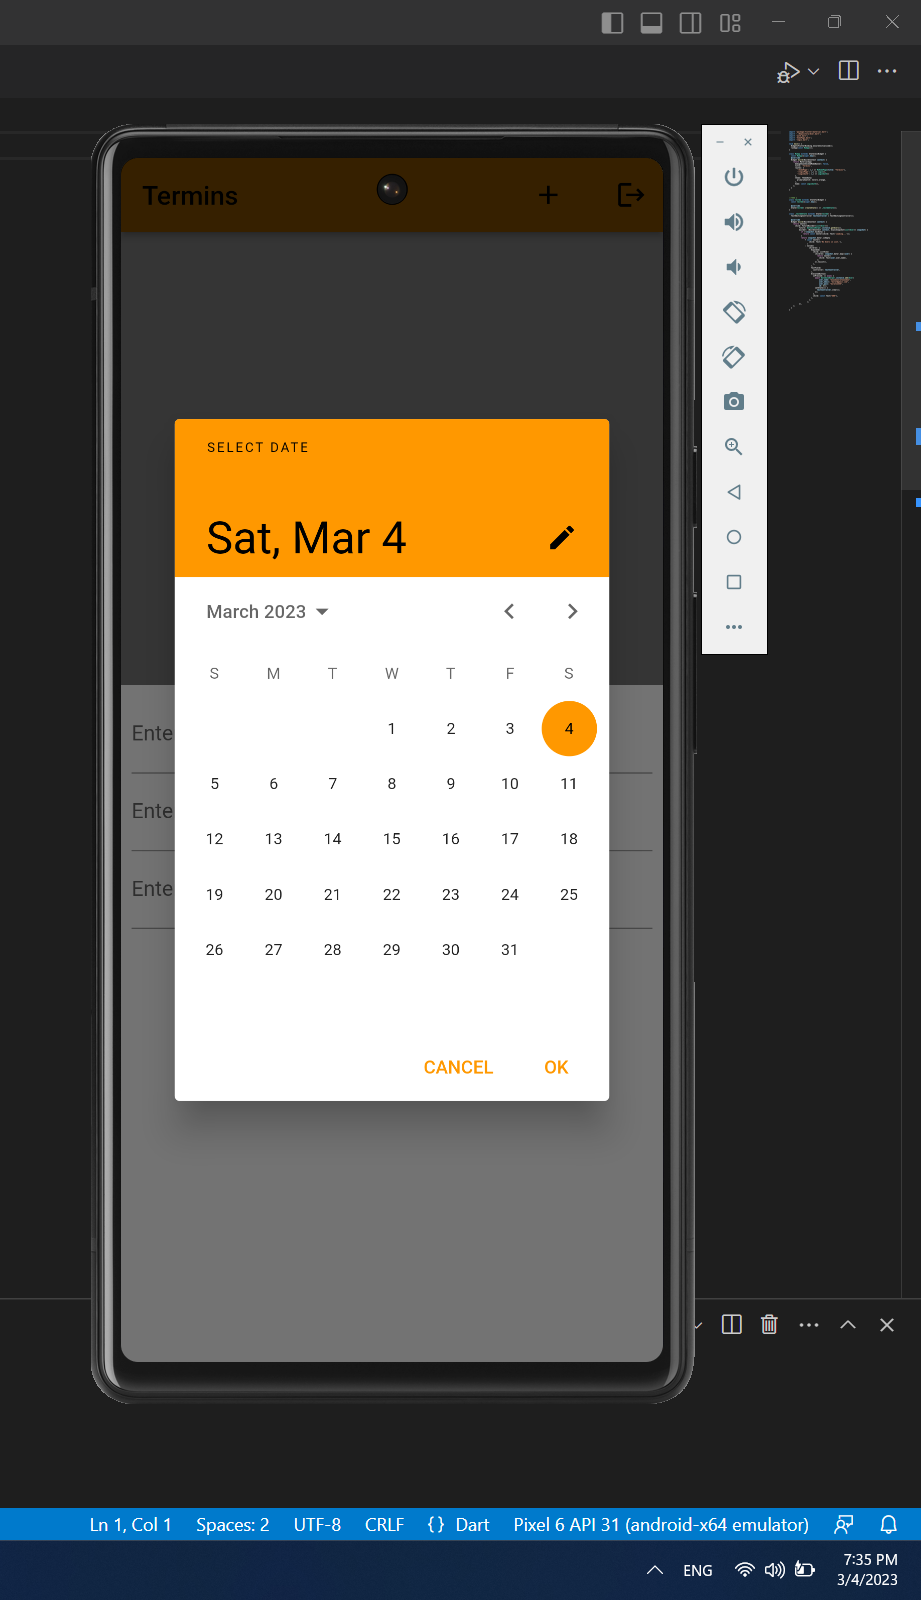 Termins
SELECT DATE
Sat, Mar 4
March 2023
S M T W T F S
1 2 3 4
5 6 7 8 9 10 11
12 13 14 15 16 17 18
19 20 21 22 23 24 25
26 27 28 29 30 31
Ente
Ente
Ente
CANCEL OK
Ln 1, Col 1 Spaces: 2 UTF-8 CRLF {} Dart Pixel 6 API 31 (android-x64 emulator)
ENG 7:35 PM
3/4/2023